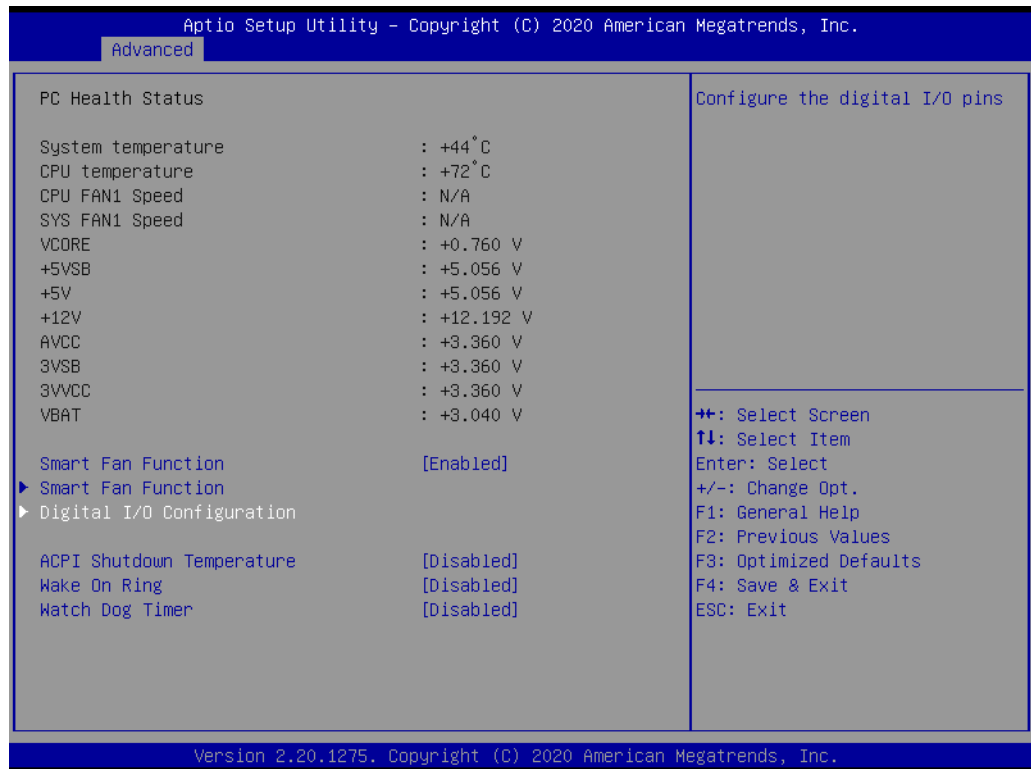 Aptio Setup Utility – Copyright (C) 2020 American Megatrends, Inc.
Advanced
PC Health Status
System temperature : +44°C
CPU temperature : +72°C
CPU FAN1 Speed : N/A
SYS FAN1 Speed : N/A
VCORE : +0.760 V
+5VSB : +5.056 V
+5V : +5.056 V
+12V : +12.192 V
AVCC : +3.360 V
3VSB : +3.360 V
3VVCC : +3.360 V
VBAT : +3.040 V
Smart Fan Function [Enabled]
Smart Fan Function
Digital I/O Configuration
ACPI Shutdown Temperature [Disabled]
Wake On Ring [Disabled]
Watch Dog Timer [Disabled]
Configure the digital I/O pins
→←: Select Screen
↑↓: Select Item
Enter: Select
+/-: Change Opt.
F1: General Help
F2: Previous Values
F3: Optimized Defaults
F4: Save & Exit
ESC: Exit
Version 2.20.1275. Copyright (C) 2020 American Megatrends, Inc.